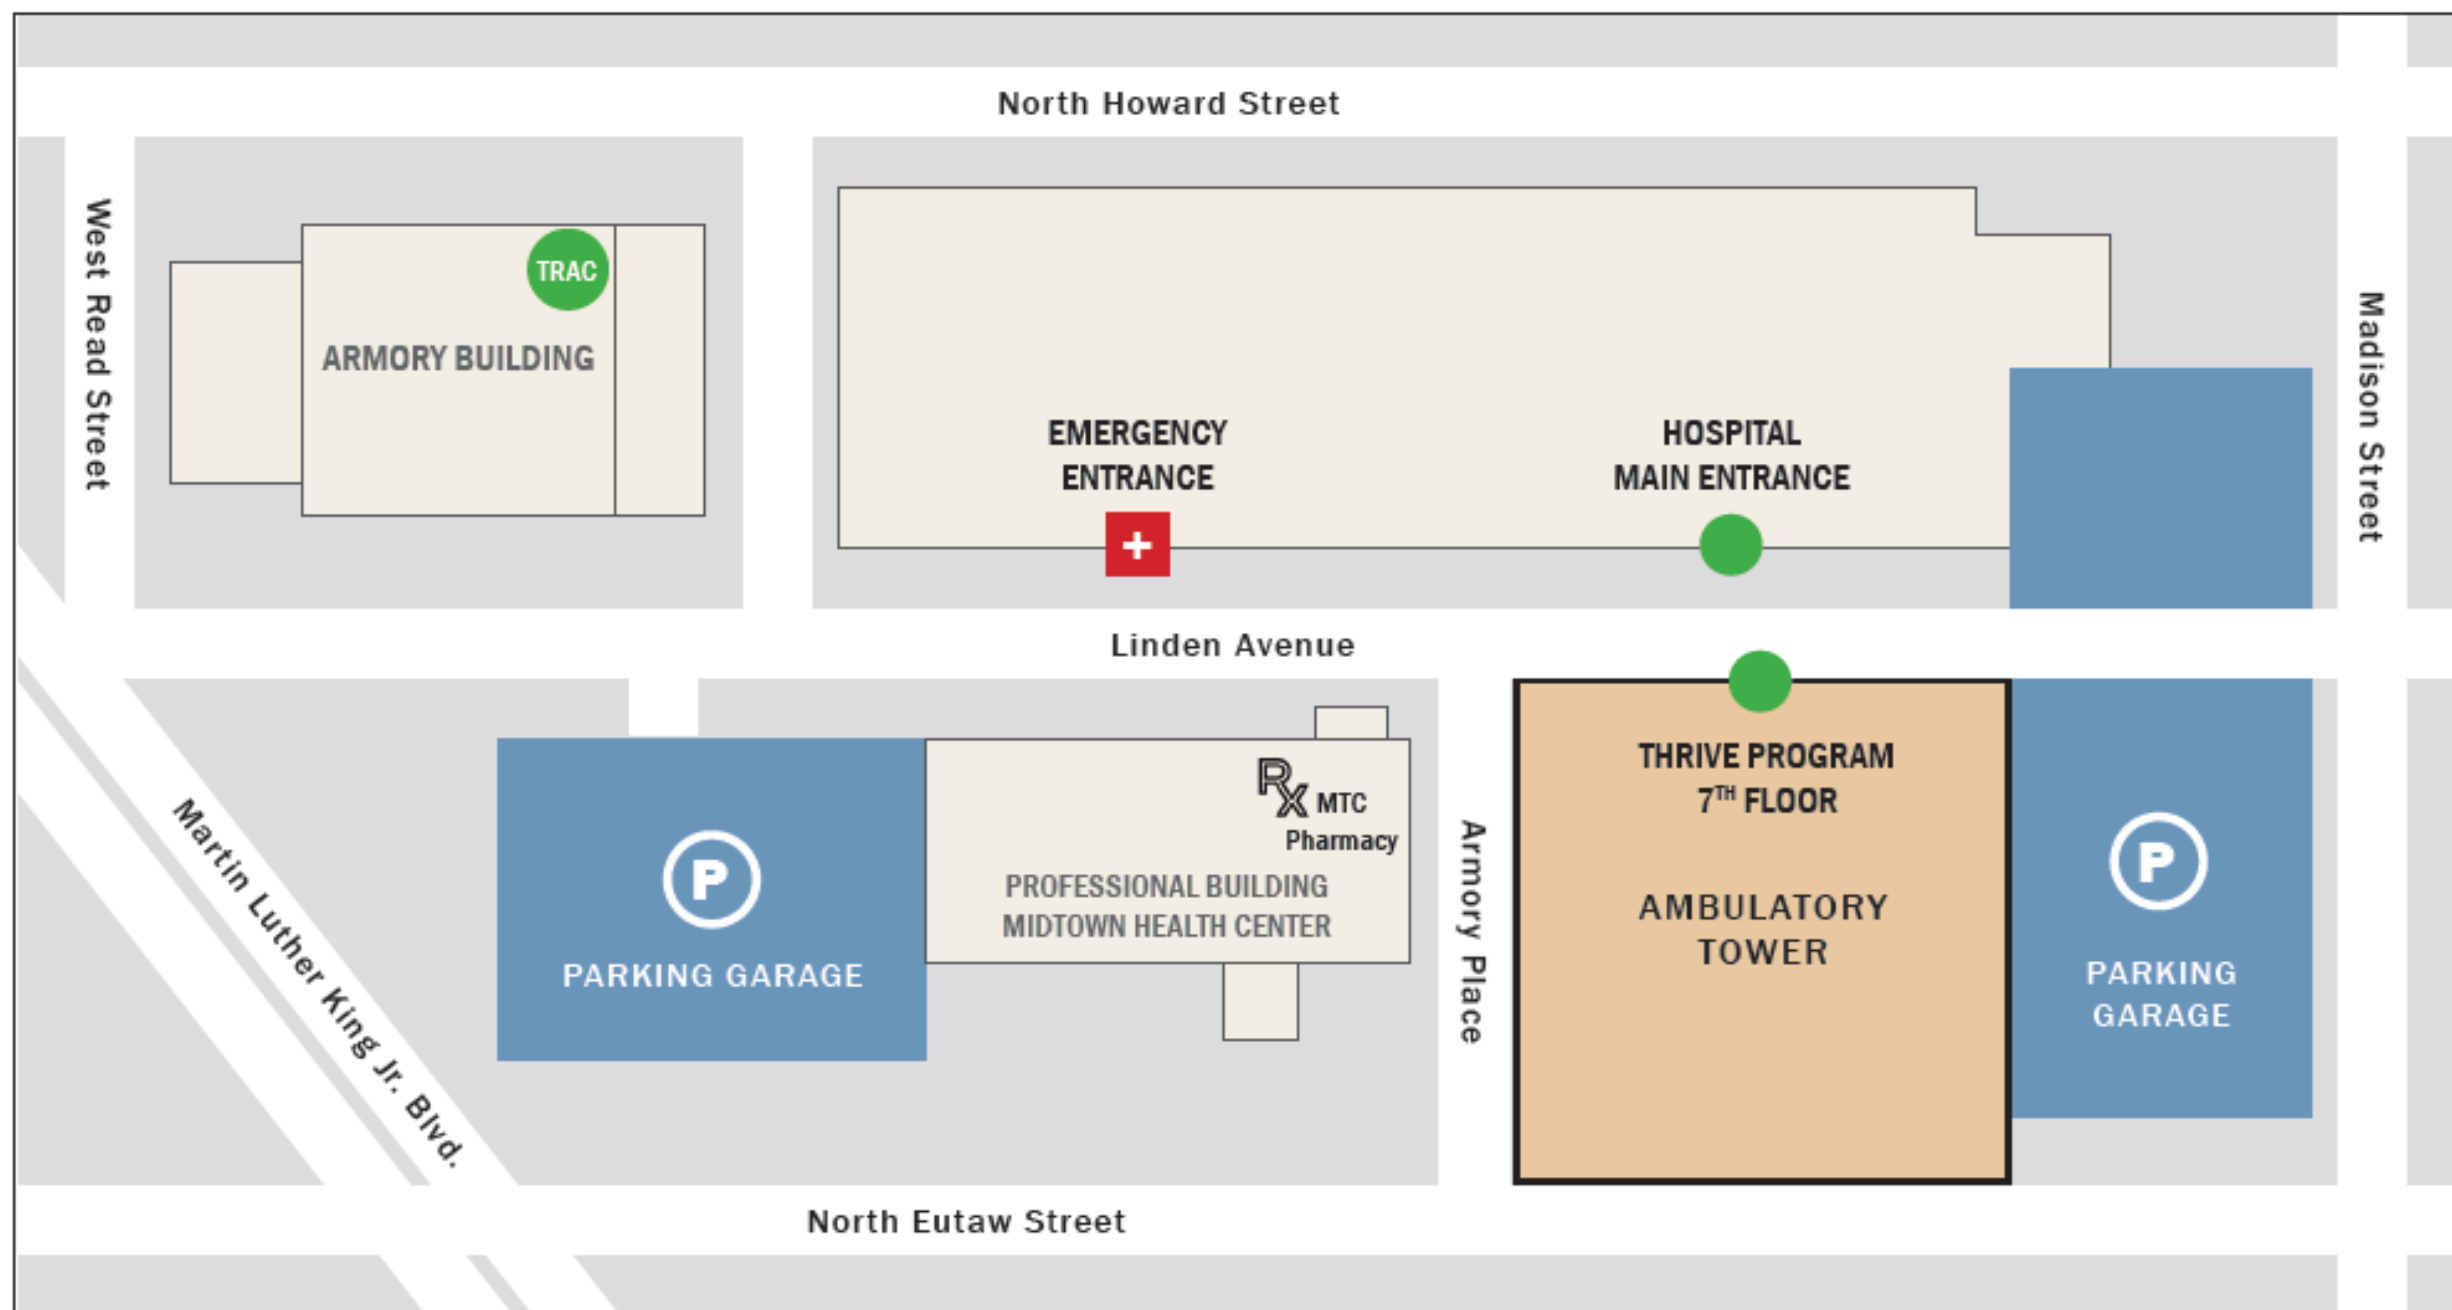 North Howard Street
West Read Street
TRAC
ARMORY BUILDING
EMERGENCY
ENTRANCE
HOSPITAL
MAIN ENTRANCE
Madison Street
Linden Avenue
Martin Luther King Jr. Blvd.
P
PARKING GARAGE
Rx MTC
Pharmacy
PROFESSIONAL BUILDING
MIDTOWN HEALTH CENTER
Armory Place
THRIVE PROGRAM
7TH FLOOR
AMBULATORY
TOWER
P
PARKING
GARAGE
North Eutaw Street